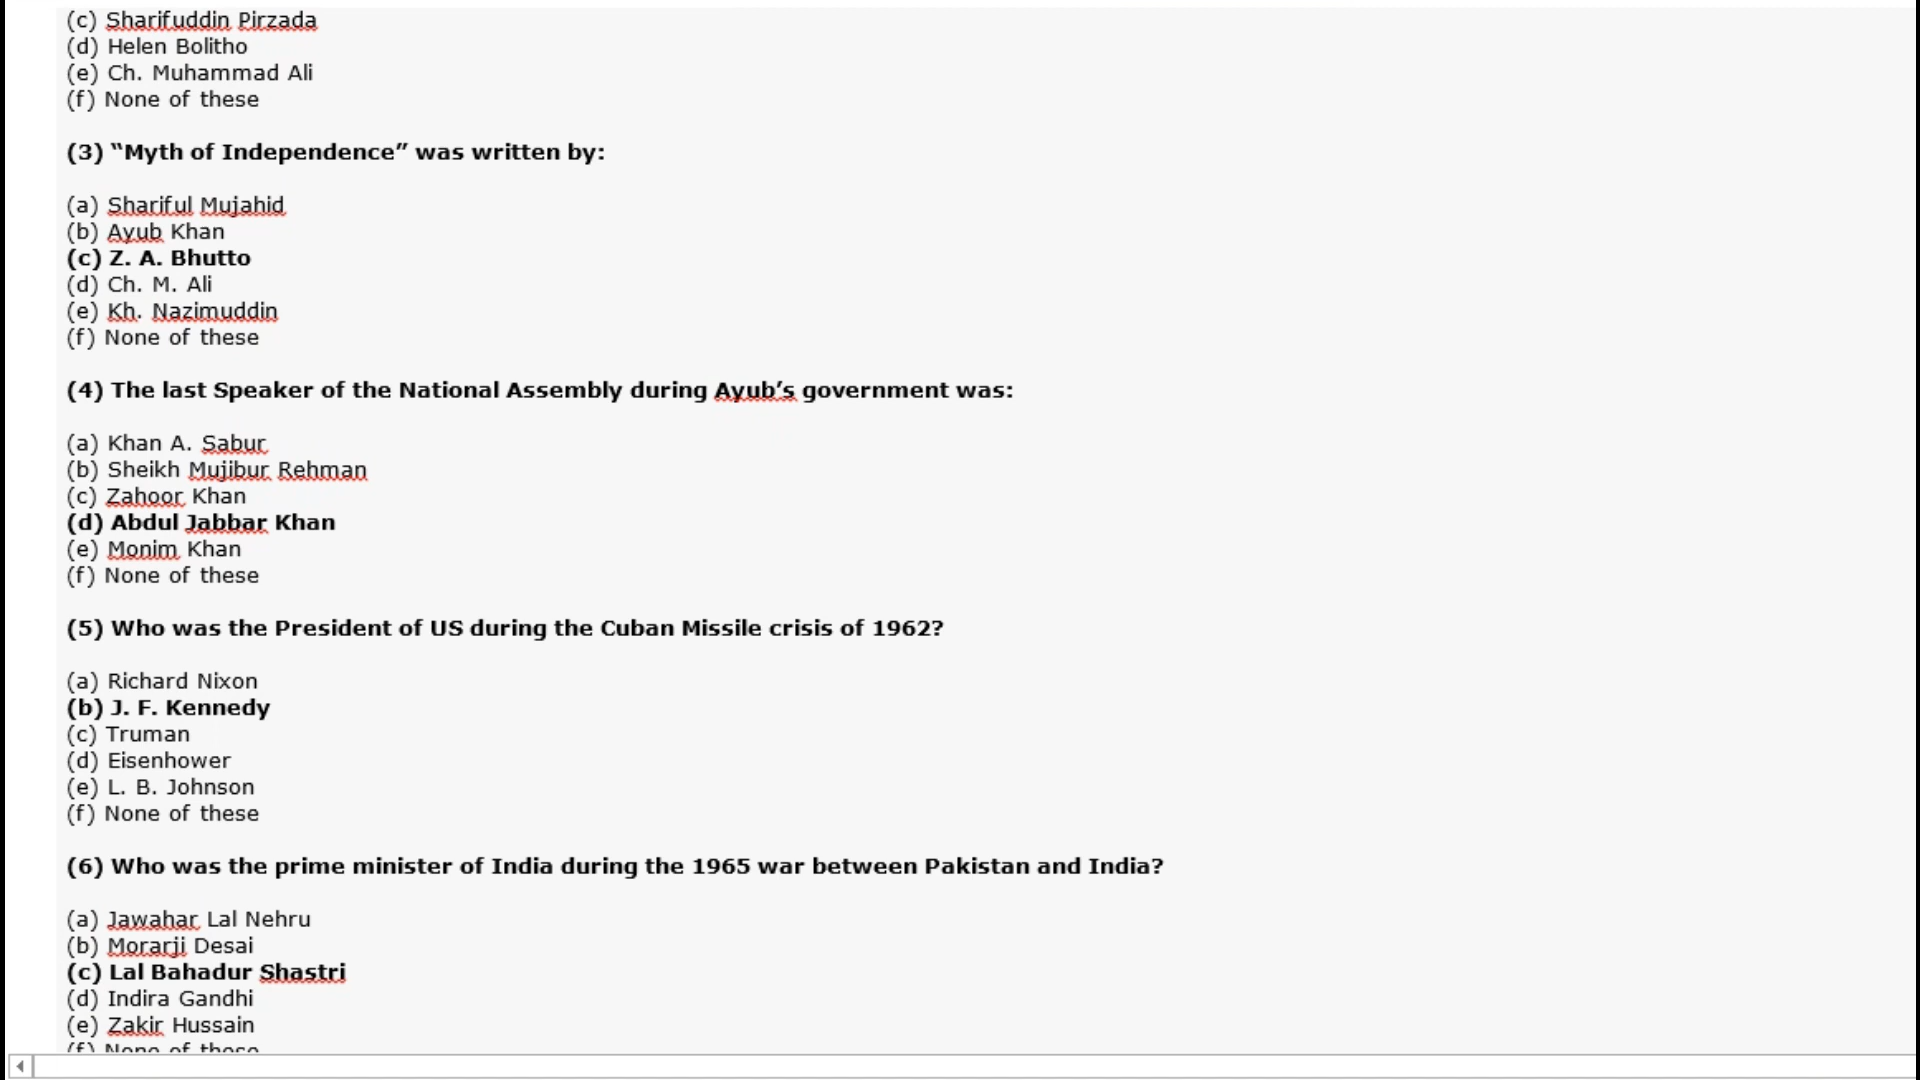 (c) Sharifuddin Pirzada
(d) Helen Bolitho
(e) Ch. Muhammad Ali
(f) None of these
(3) “Myth of Independence” was written by:
(a) Shariful Mujahid
(b) Ayub Khan
(c) Z. A. Bhutto
(d) Ch. M. Ali
(e) Kh. Nazimuddin
(f) None of these
(4) The last Speaker of the National Assembly during Ayub’s government was:
(a) Khan A. Sabur
(b) Sheikh Mujibur Rehman
(c) Zahoor Khan
(d) Abdul Jabbar Khan
(e) Monim Khan
(f) None of these
(5) Who was the President of US during the Cuban Missile crisis of 1962?
(a) Richard Nixon
(b) J. F. Kennedy
(c) Truman
(d) Eisenhower
(e) L. B. Johnson
(f) None of these
(6) Who was the prime minister of India during the 1965 war between Pakistan and India?
(a) Jawahar Lal Nehru
(b) Morarji Desai
(c) Lal Bahadur Shastri
(d) Indira Gandhi
(e) Zakir Hussain
(f) None of these